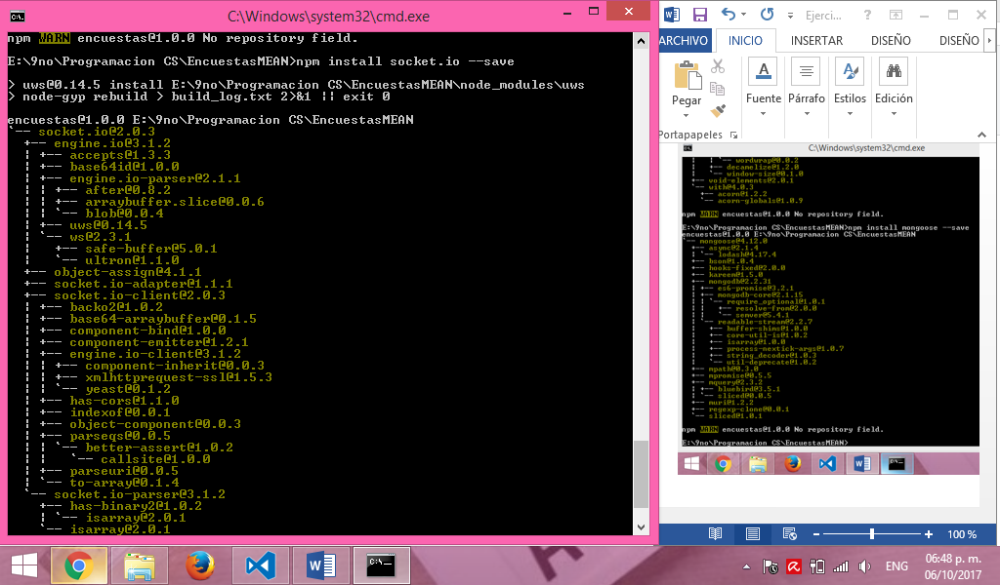 C:\Windows\system32\cmd.exe
npm WARN encuestas@1.0.0 No repository field.
E:\9no\Programacion CS\EncuestasMEAN>npm install socket.io --save
> uws@0.14.5 install E:\9no\Programacion CS\EncuestasMEAN\node_modules\uws
> node-gyp rebuild > build_log.txt 2>&1 || exit 0
encuestas@1.0.0 E:\9no\Programacion CS\EncuestasMEAN
`-- socket.io@2.0.3
  +-- engine.io@3.1.2
  | +-- accepts@1.3.3
  | +-- base64id@1.0.0
  | +-- engine.io-parser@2.1.1
  | | +-- after@0.8.2
  | | +-- arraybuffer.slice@0.0.6
  | | `-- blob@0.0.4
  | +-- uws@0.14.5
  | `-- ws@2.3.1
  |   +-- safe-buffer@5.0.1
  |   `-- ultron@1.1.0
  +-- object-assign@4.1.1
  +-- socket.io-adapter@1.1.1
  +-- socket.io-client@2.0.3
  | +-- backo2@1.0.2
  | +-- base64-arraybuffer@0.1.5
  | +-- component-bind@1.0.0
  | +-- component-emitter@1.2.1
  | +-- engine.io-client@3.1.2
  | | +-- component-inherit@0.0.3
  | | +-- xmlhttprequest-ssl@1.5.3
  | | `-- yeast@0.1.2
  | +-- has-cors@1.1.0
  | +-- indexof@0.0.1
  | +-- object-component@0.0.3
  | +-- parseqs@0.0.5
  | | `-- better-assert@1.0.2
  | |   `-- callsite@1.0.0
  | +-- parseuri@0.0.5
  | `-- to-array@0.1.4
  `-- socket.io-parser@3.1.2
    +-- has-binary2@1.0.2
    | `-- isarray@2.0.1
    `-- isarray@2.0.1
Ejerci...
ARCHIVO INICIO INSERTAR DISEÑO DISEÑO
Pegar Fuente Párrafo Estilos Edición
Portapapeles
C:\Windows\system32\cmd.exe
| | `-- wordwrap@0.0.2
| +-- decamelize@1.2.0
| `-- window-size@0.1.0
+-- void-elements@2.0.1
`-- with@4.0.3
  +-- acorn@1.2.2
  `-- acorn-globals@1.0.9
npm WARN encuestas@1.0.0 No repository field.
E:\9no\Programacion CS\EncuestasMEAN>npm install mongoose --save
encuestas@1.0.0 E:\9no\Programacion CS\EncuestasMEAN
`-- mongoose@4.12.0
  +-- async@2.1.4
  | `-- lodash@4.17.4
  +-- bson@1.0.4
  +-- hooks-fixed@2.0.0
  +-- kareem@1.5.0
  +-- mongodb@2.2.31
  | +-- es6-promise@3.2.1
  | +-- mongodb-core@2.1.15
  | | `-- require_optional@1.0.1
  | |   +-- resolve-from@2.0.0
  | |   `-- semver@5.4.1
  | `-- readable-stream@2.2.7
  |   +-- buffer-shims@1.0.0
  |   +-- core-util-is@1.0.2
  |   +-- isarray@1.0.0
  |   +-- process-nextick-args@1.0.7
  |   +-- string_decoder@1.0.3
  |   `-- util-deprecate@1.0.2
  +-- mpath@0.3.0
  +-- mpromise@0.5.5
  +-- mquery@2.3.2
  | +-- bluebird@3.5.1
  | `-- sliced@0.0.5
  +-- muri@1.2.2
  +-- regexp-clone@0.0.1
  `-- sliced@1.0.1
npm WARN encuestas@1.0.0 No repository field.
E:\9no\Programacion CS\EncuestasMEAN>
100 %
ENG
06:48 p. m.
06/10/2017